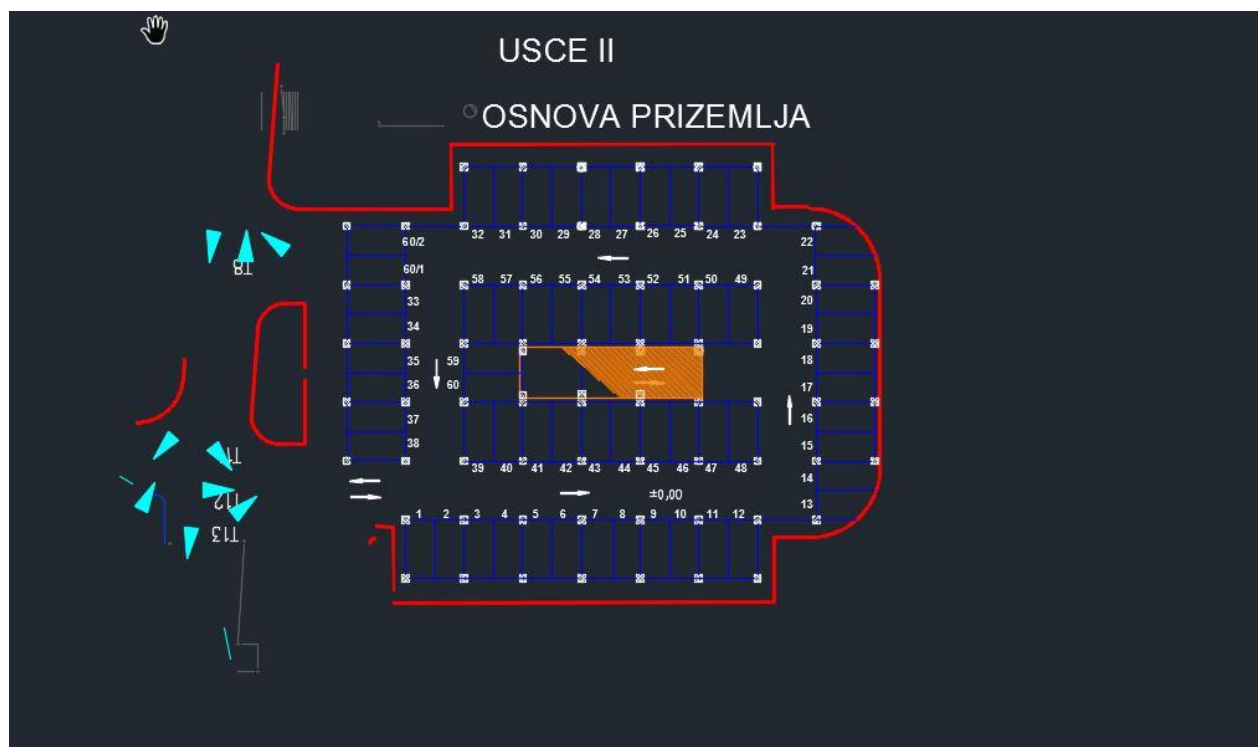 USCE II
OSNOVA PRIZEMLJA
60/2 32 31 30 29 28 27 26 25 24 23 22
T8 60/1 21
58 57 56 55 54 53 52 51 50 49
33 20
34 19
35 59 18
36 60 17
37 16
38 15
T1 39 40 41 42 43 44 45 46 47 48
14
T12 ±0,00 13
1 2 3 4 5 6 7 8 9 10 11 12
T13